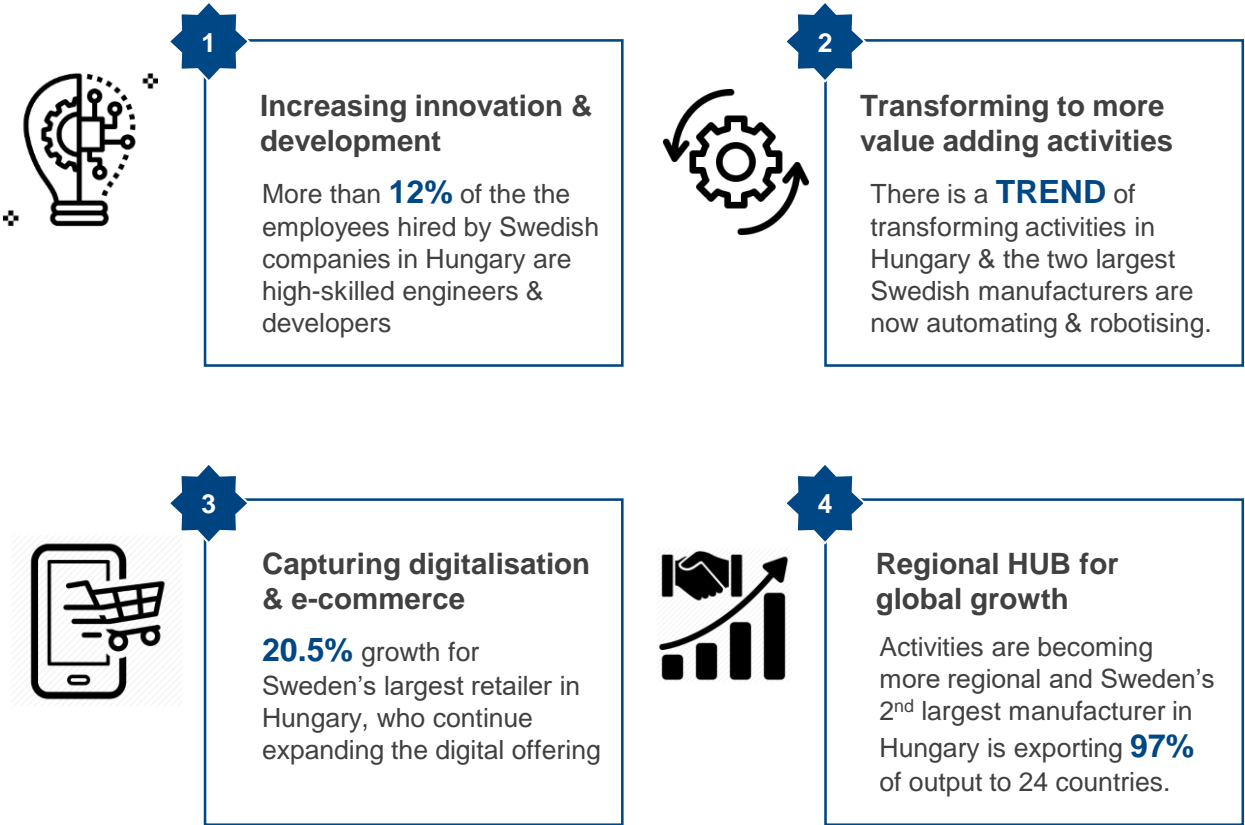 1
Increasing innovation &
development
More than 12% of the the
employees hired by Swedish
companies in Hungary are
high-skilled engineers &
developers
2
Transforming to more
value adding activities
There is a TREND of
transforming activities in
Hungary & the two largest
Swedish manufacturers are
now automating & robotising.
3
Capturing digitalisation
& e-commerce
20.5% growth for
Sweden's largest retailer in
Hungary, who continue
expanding the digital offering
4
Regional HUB for
global growth
Activities are becoming
more regional and Sweden's
2nd largest manufacturer in
Hungary is exporting 97%
of output to 24 countries.